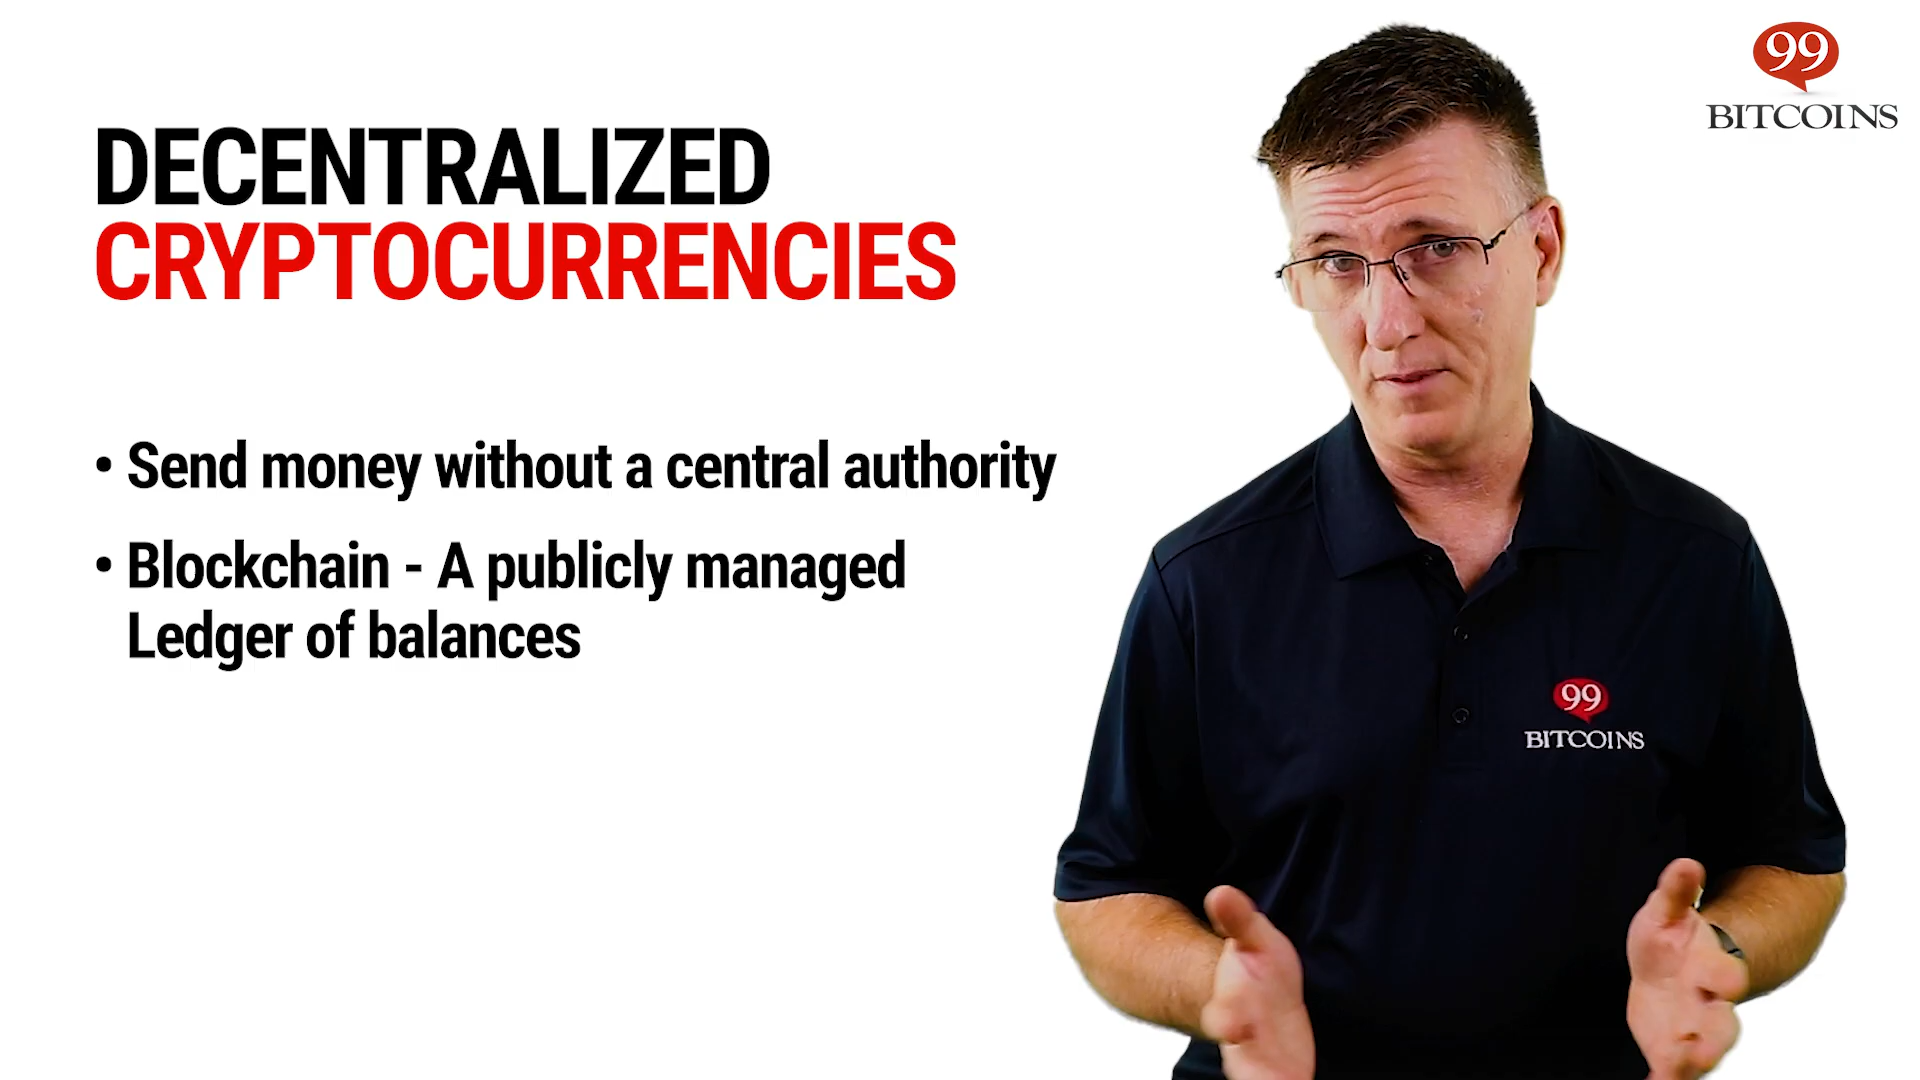 99
BITCOINS
DECENTRALIZED
CRYPTOCURRENCIES
• Send money without a central authority
• Blockchain - A publicly managed
Ledger of balances
99
BITCOINS